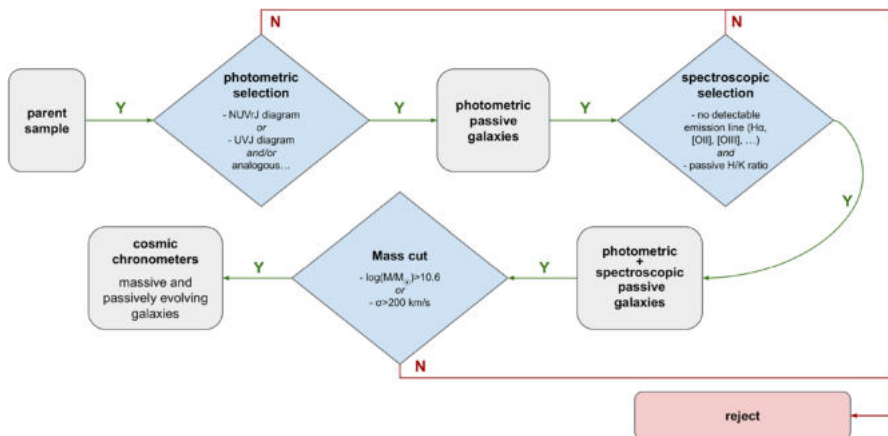 N
N
photometric
selection
- NUVrJ diagram
or
- UVJ diagram
and/or
analogous...
spectroscopic
selection
- no detectable
emission line (Hα,
[OII], [OIII], ...)
and
- passive H/K ratio
parent
sample
Y
Y
photometric
passive
galaxies
Y
Y
cosmic
chronometers
massive and
passively evolving
galaxies
Y
Mass cut
- log(M/M☉)>10.6
or
- σ>200 km/s
Y
photometric
+
spectroscopic
passive
galaxies
N
reject